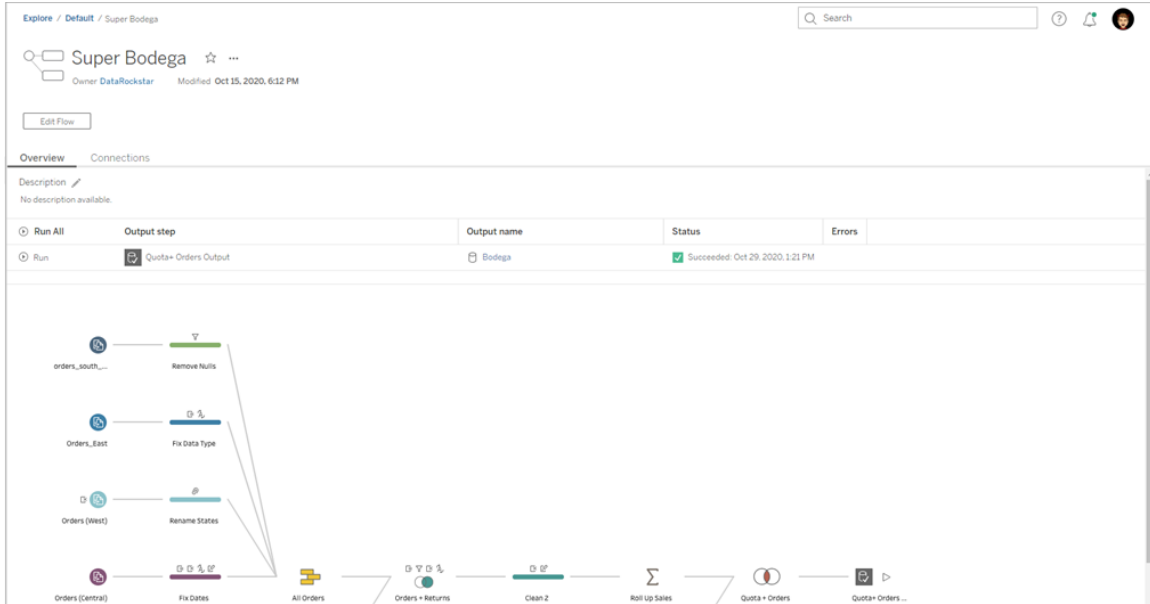 Explore / Default / Super Bodega
Search
Super Bodega
Owner DataRockstar Modified Oct 15, 2020, 6:12 PM
Edit Flow
Overview Connections
Description
No description available.
Run All Output step Output name Status Errors
Run Quota+ Orders Output Bodega Succeeded: Oct 29, 2020, 1:21 PM
orders_south_... Remove Nulls
Orders_East Fix Data Type
Orders (West) Rename States
Orders (Central) Fix Dates All Orders Orders + Returns Clean 2 Roll Up Sales Quota + Orders Quota+ Orders ...